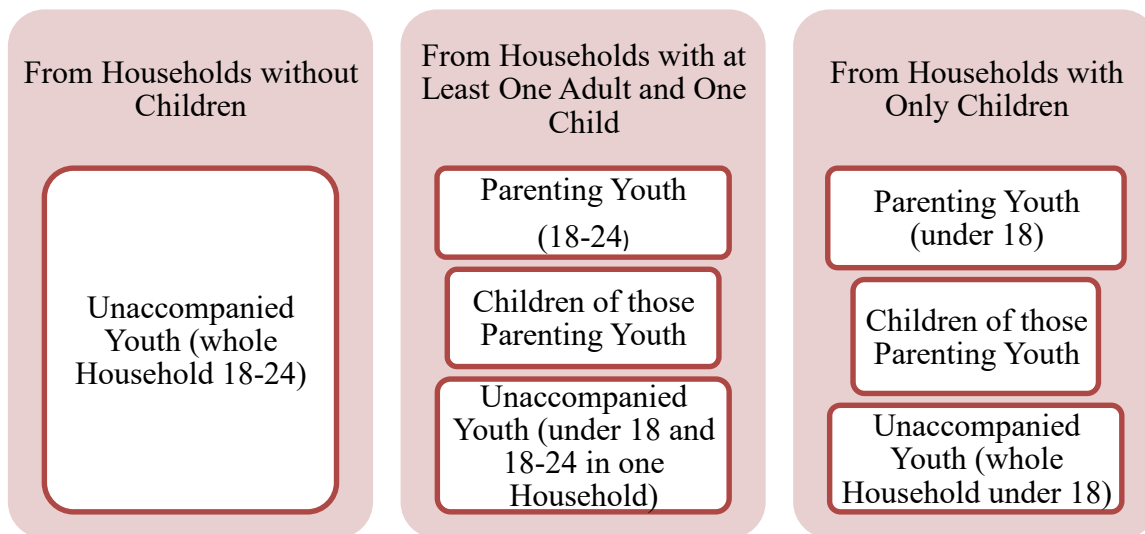 From Households without
Children
Unaccompanied
Youth (whole
Household 18-24)
From Households with at
Least One Adult and One
Child
Parenting Youth
(18-24)
Children of those
Parenting Youth
Unaccompanied
Youth (under 18 and
18-24 in one
Household)
From Households with
Only Children
Parenting Youth
(under 18)
Children of those
Parenting Youth
Unaccompanied
Youth (whole
Household under 18)